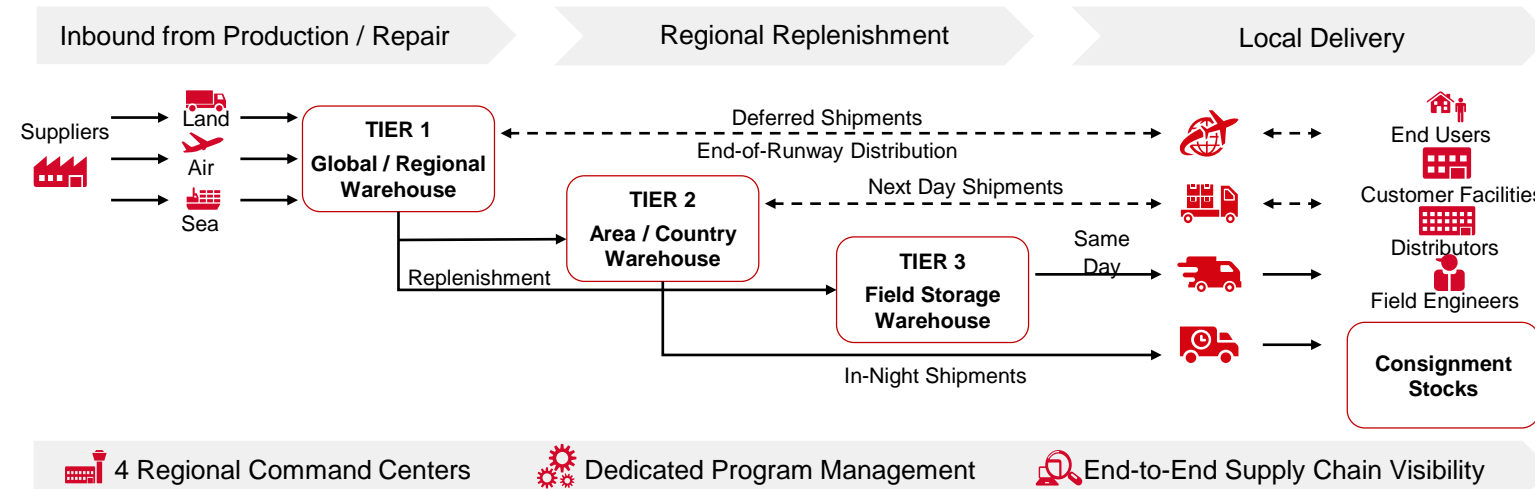 Inbound from Production / Repair
Regional Replenishment
Local Delivery
Suppliers
Land
Air
Sea
TIER 1
Global / Regional
Warehouse
Deferred Shipments
End-of-Runway Distribution
End Users
TIER 2
Area / Country
Warehouse
Next Day Shipments
Customer Facilities
Replenishment
TIER 3
Field Storage
Warehouse
Same
Day
Distributors
Field Engineers
In-Night Shipments
Consignment
Stocks
4 Regional Command Centers
Dedicated Program Management
End-to-End Supply Chain Visibility